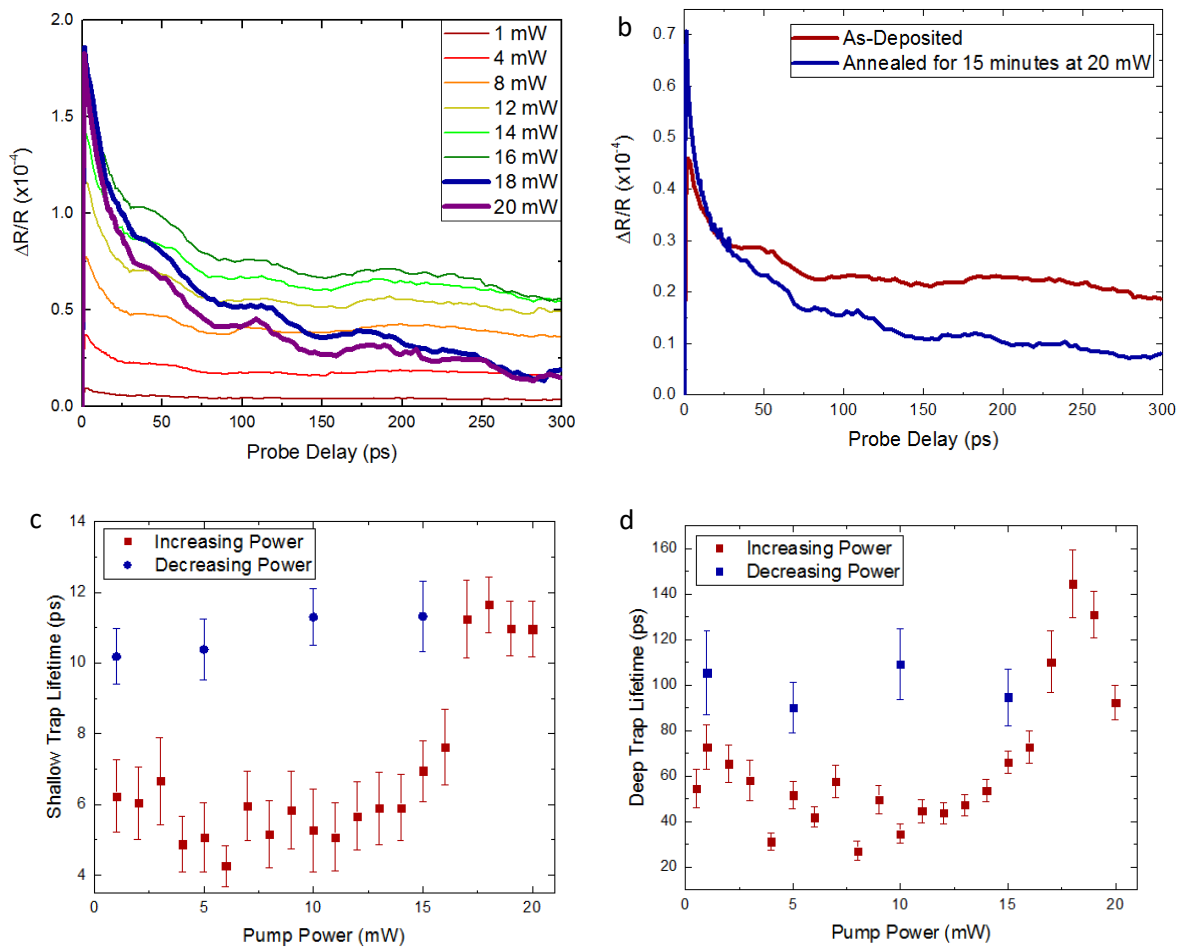 2.0
1.5
1.0
0.5
0.0
ΔR/R (x10⁻⁴)
0 25 50 75 100 125 150 175 200 225 250 275 300
Probe Delay (ps)
1 mW
4 mW
8 mW
12 mW
14 mW
16 mW
18 mW
20 mW
b
0.7
0.6
0.5
0.4
0.3
0.2
0.1
0.0
ΔR/R (x10⁻⁴)
0 50 100 150 200 250 300
Probe Delay (ps)
As-Deposited
Annealed for 15 minutes at 20 mW
c
14
12
10
8
6
4
Shallow Trap Lifetime (ps)
0 5 10 15 20
Pump Power (mW)
Increasing Power
Decreasing Power
d
160
140
120
100
80
60
40
20
Deep Trap Lifetime (ps)
0 5 10 15 20
Pump Power (mW)
Increasing Power
Decreasing Power